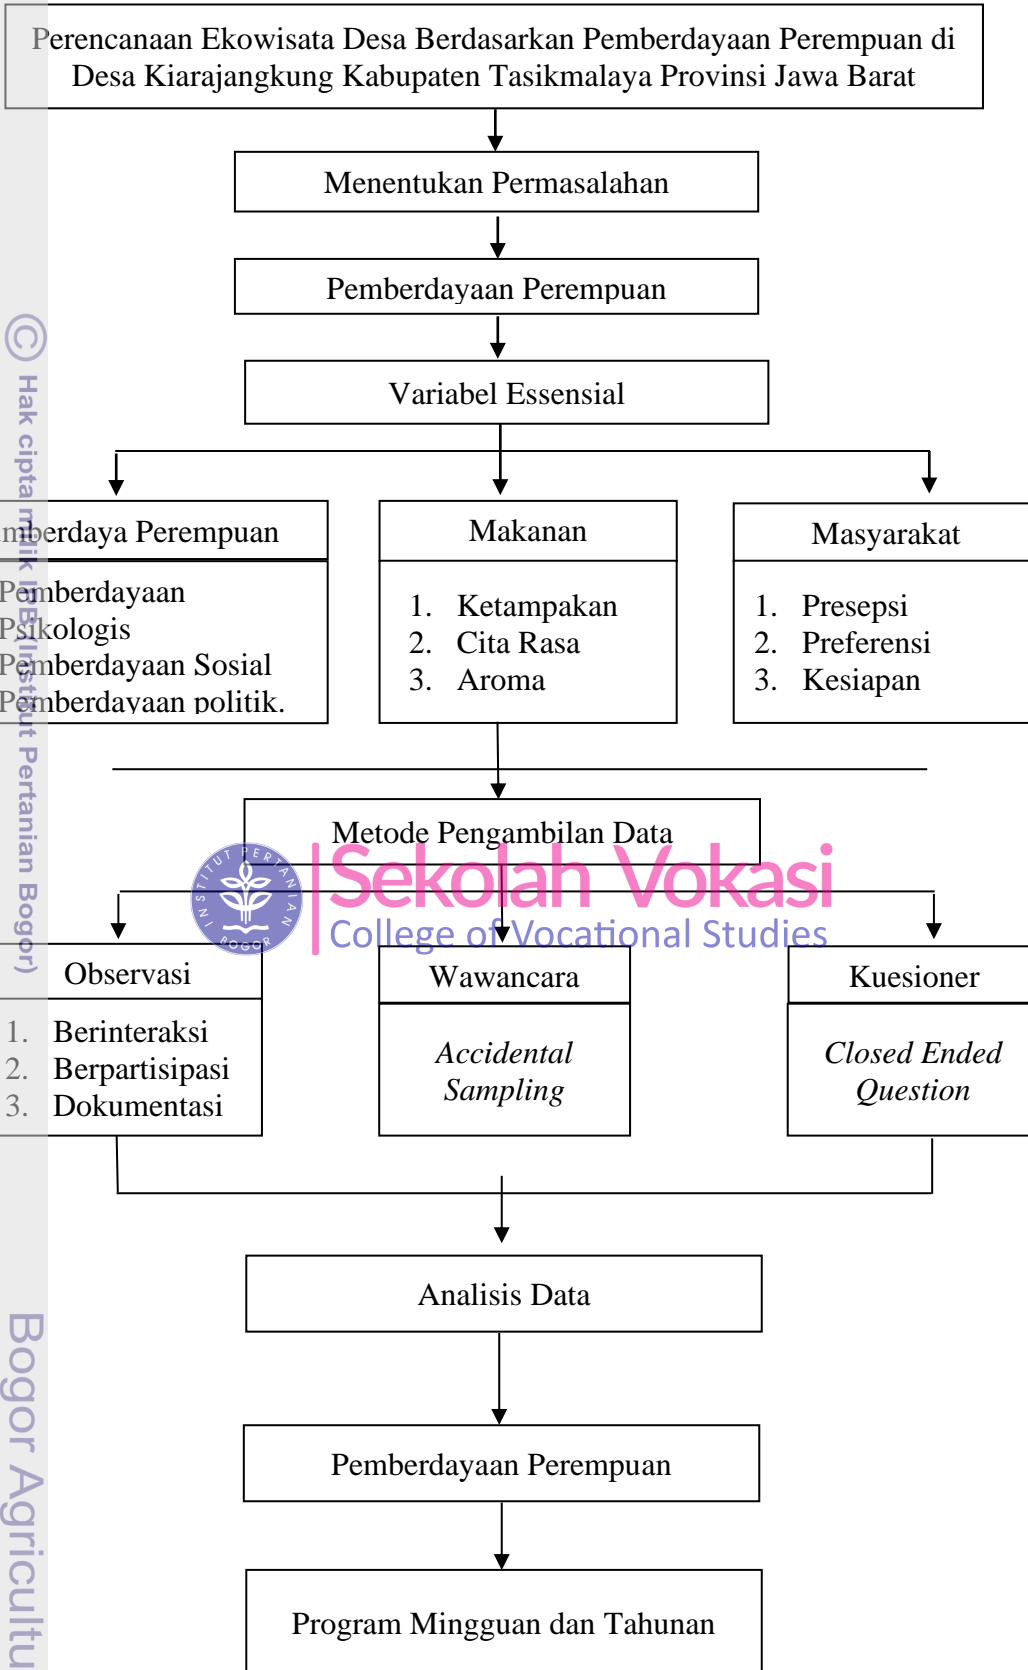 Perencanaan Ekowisata Desa Berdasarkan Pemberdayaan Perempuan di
Desa Kiarajangkung Kabupaten Tasikmalaya Provinsi Jawa Barat
Menentukan Permasalahan
Pemberdayaan Perempuan
Variabel Essensial
mberdaya Perempuan
Pemberdayaan
Psikologis
Pemberdayaan Sosial
Pemberdayaan politik.
Makanan
1. Ketampakan
2. Cita Rasa
3. Aroma
Masyarakat
1. Presepsi
2. Preferensi
3. Kesiapan
Metode Pengambilan Data
INSTITUT PERTANIAN
BOGOR
Sekolah Vokasi
College of Vocational Studies
Observasi
1. Berinteraksi
2. Berpartisipasi
3. Dokumentasi
Wawancara
Accidental
Sampling
Kuesioner
Closed Ended
Question
Analisis Data
Pemberdayaan Perempuan
Program Mingguan dan Tahunan
© Hak cipta milik IPB (Institut Pertanian Bogor)
Bogor Agricultu